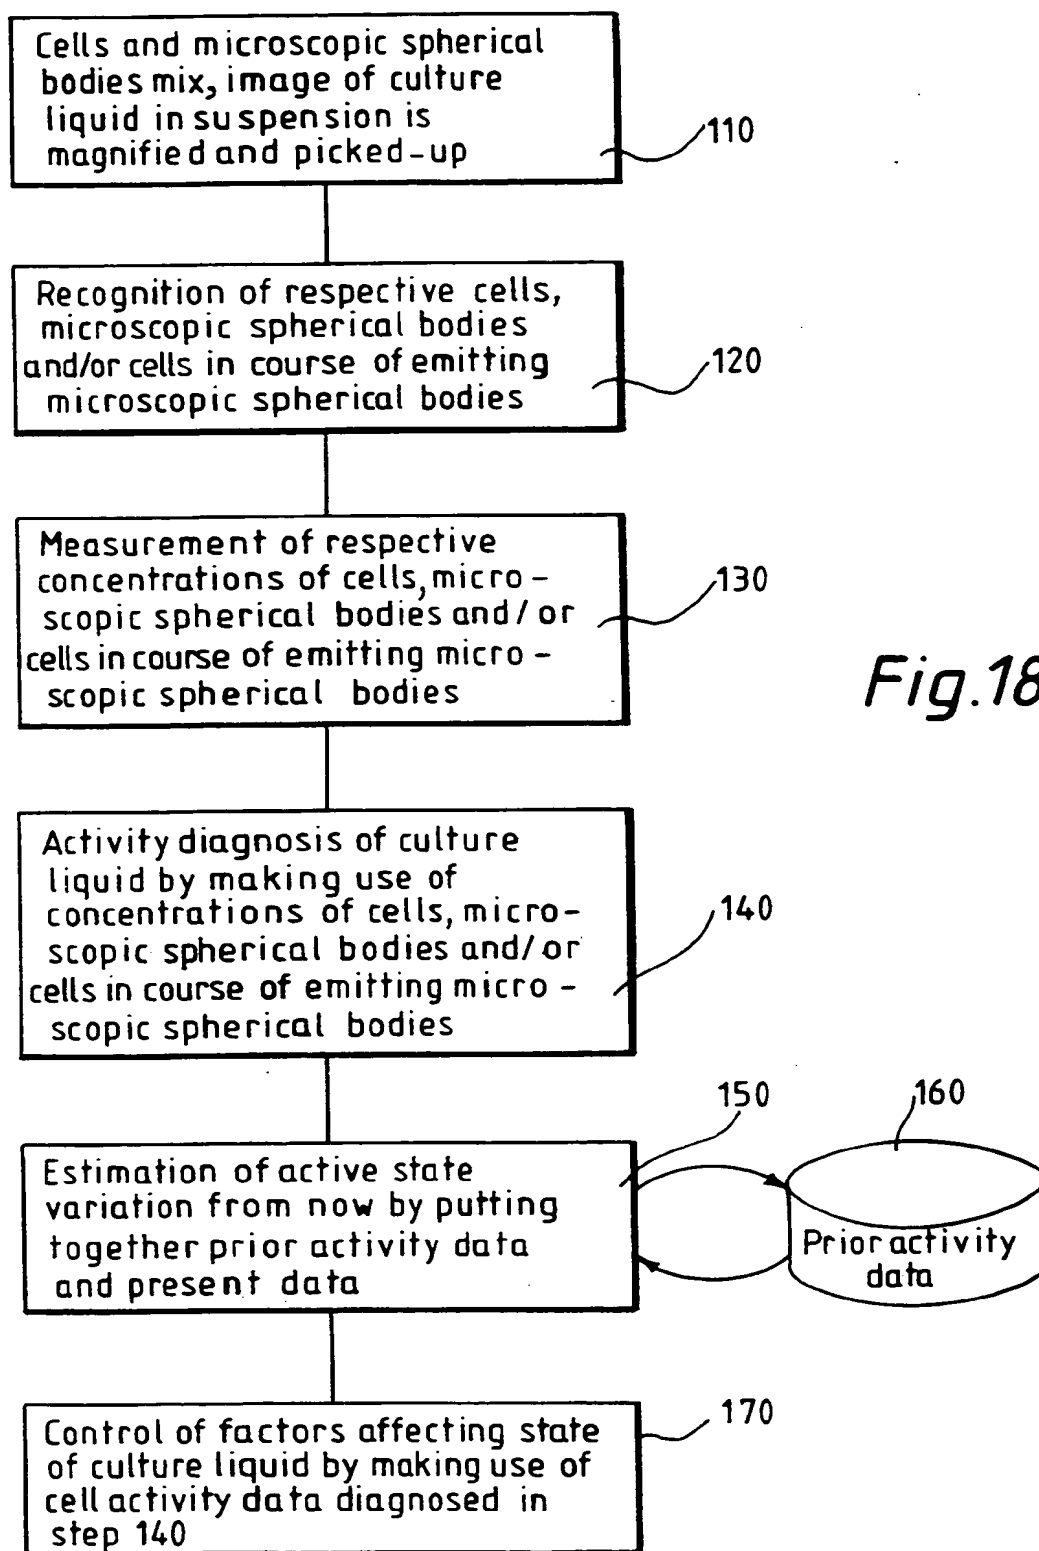 Cells and microscopic spherical
bodies mix, image of culture
liquid in suspension is
magnified and picked-up
110
Recognition of respective cells,
microscopic spherical bodies
and/or cells in course of emitting
microscopic spherical bodies
120
Measurement of respective
concentrations of cells, micro-
scopic spherical bodies and/or
cells in course of emitting micro-
scopic spherical bodies
130
Fig.18
Activity diagnosis of culture
liquid by making use of
concentrations of cells, micro-
scopic spherical bodies and/or
cells in course of emitting micro-
scopic spherical bodies
140
Estimation of active state
variation from now by putting
together prior activity data
and present data
150
160
Prior activity
data
Control of factors affecting state
of culture liquid by making use of
cell activity data diagnosed in
step 140
170